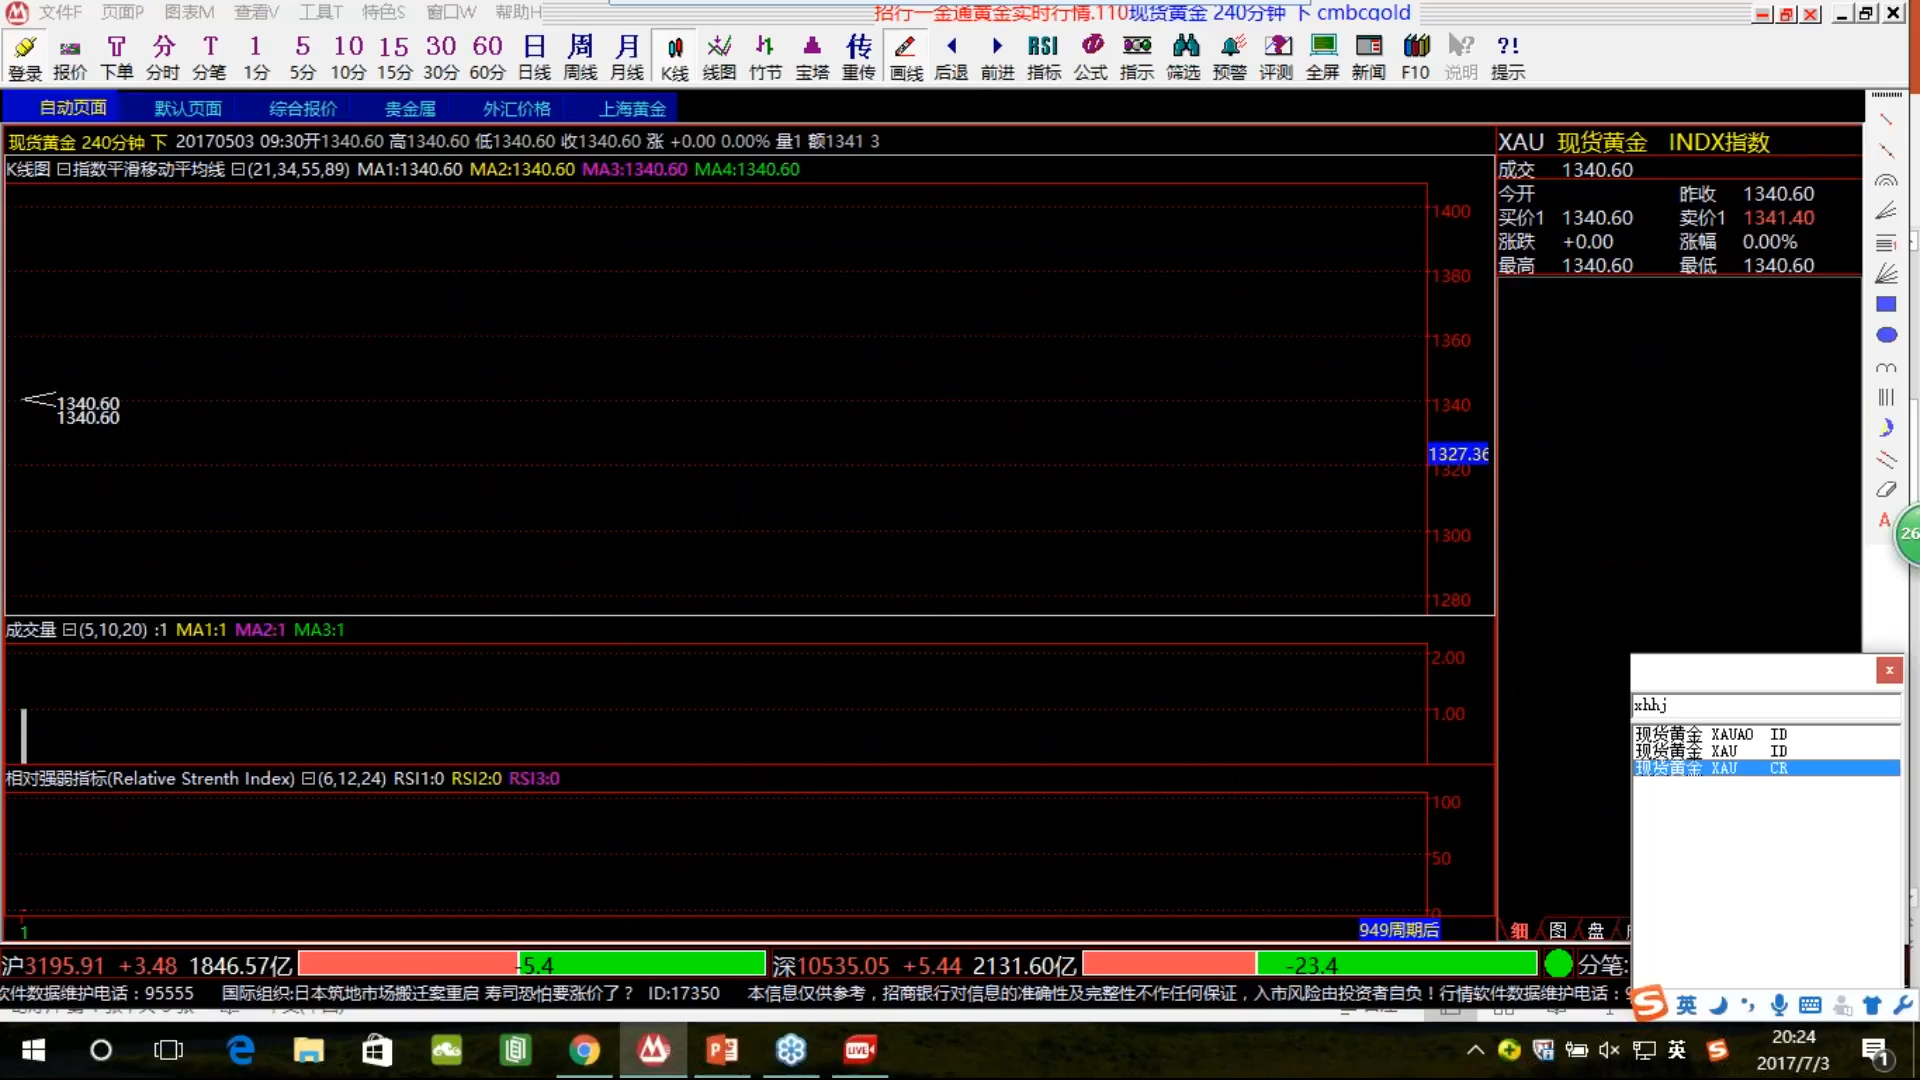 文件F 页面P 图表M 查看V 工具T 特色S 窗口W 帮助H 招行一金通黄金实时行情.110现货黄金 240分钟 下 cmbcgold
登录 报价 下单 分时 分笔 1分 5分 10分 15分 30分 60分 日线 周线 月线 K线 线图 竹节 宝塔 重传 画线 后退 前进 指标 公式 指示 筛选 预警 评测 全屏 新闻 F10 说明 提示
自动页面 默认页面 综合报价 贵金属 外汇价格 上海黄金
现货黄金 240分钟 下 20170503 09:30开1340.60 高1340.60 低1340.60 收1340.60 涨 +0.00 0.00% 量1 额1341 3
K线图 指数平滑移动平均线 (21,34,55,89) MA1:1340.60 MA2:1340.60 MA3:1340.60 MA4:1340.60
1400
1380
1360
1340
1320
1300
1280
1327.36
1340.60
1340.60
成交量 (5,10,20) :1 MA1:1 MA2:1 MA3:1
2.00
1.00
相对强弱指标(Relative Strenth Index) (6,12,24) RSI1:0 RSI2:0 RSI3:0
100
50
0
1 949周期后
XAU 现货黄金 INDX指数
成交 1340.60
今开 昨收 1340.60
买价1 1340.60 卖价1 1341.40
涨跌 +0.00 涨幅 0.00%
最高 1340.60 最低 1340.60
26
xhhj
现货黄金 XAUAO ID
现货黄金 XAU ID
现货黄金 XAU CR
细 图 盘
沪3195.91 +3.48 1846.57亿 -5.4 深10535.05 +5.44 2131.60亿 -23.4 分笔:
软件数据维护电话：95555 国际组织:日本筑地市场搬迁案重启 寿司恐怕要涨价了？ ID:17350 本信息仅供参考，招商银行对信息的准确性及完整性不作任何保证，入市风险由投资者自负！行情软件数据维护电话：
英
LIVE
英
20:24
2017/7/3
1